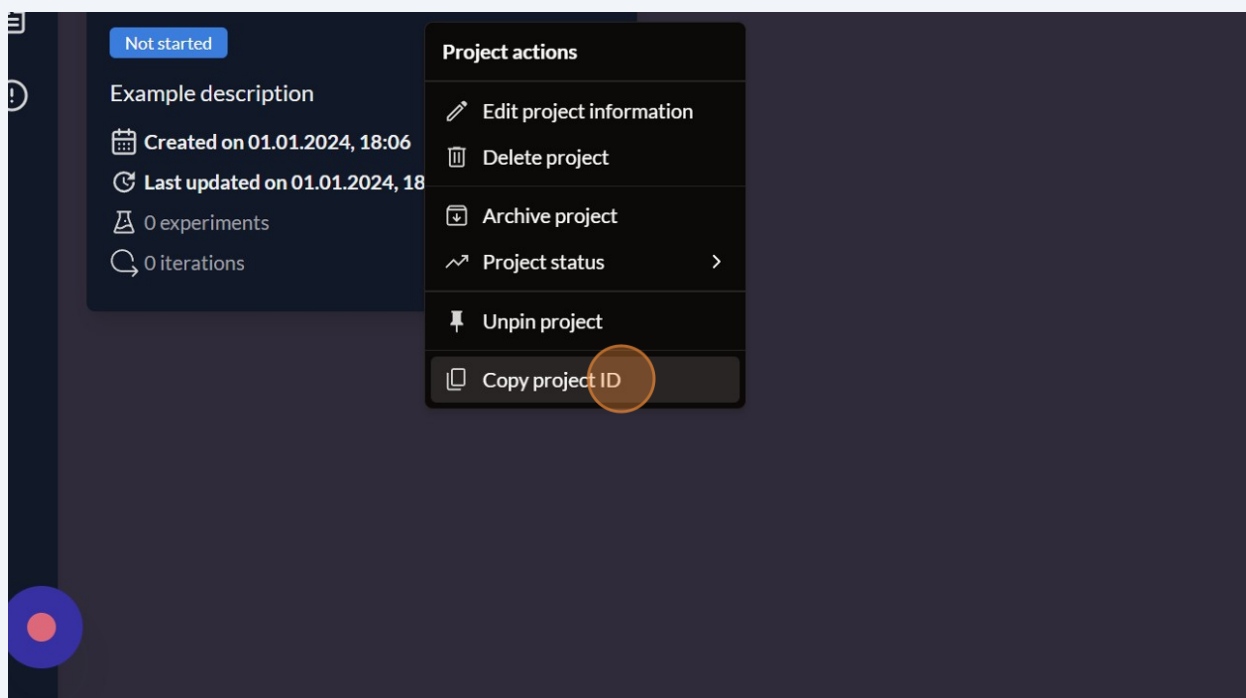 Not started
Example description
Created on 01.01.2024, 18:06
Last updated on 01.01.2024, 18
0 experiments
0 iterations
Project actions
Edit project information
Delete project
Archive project
Project status
Unpin project
Copy project ID